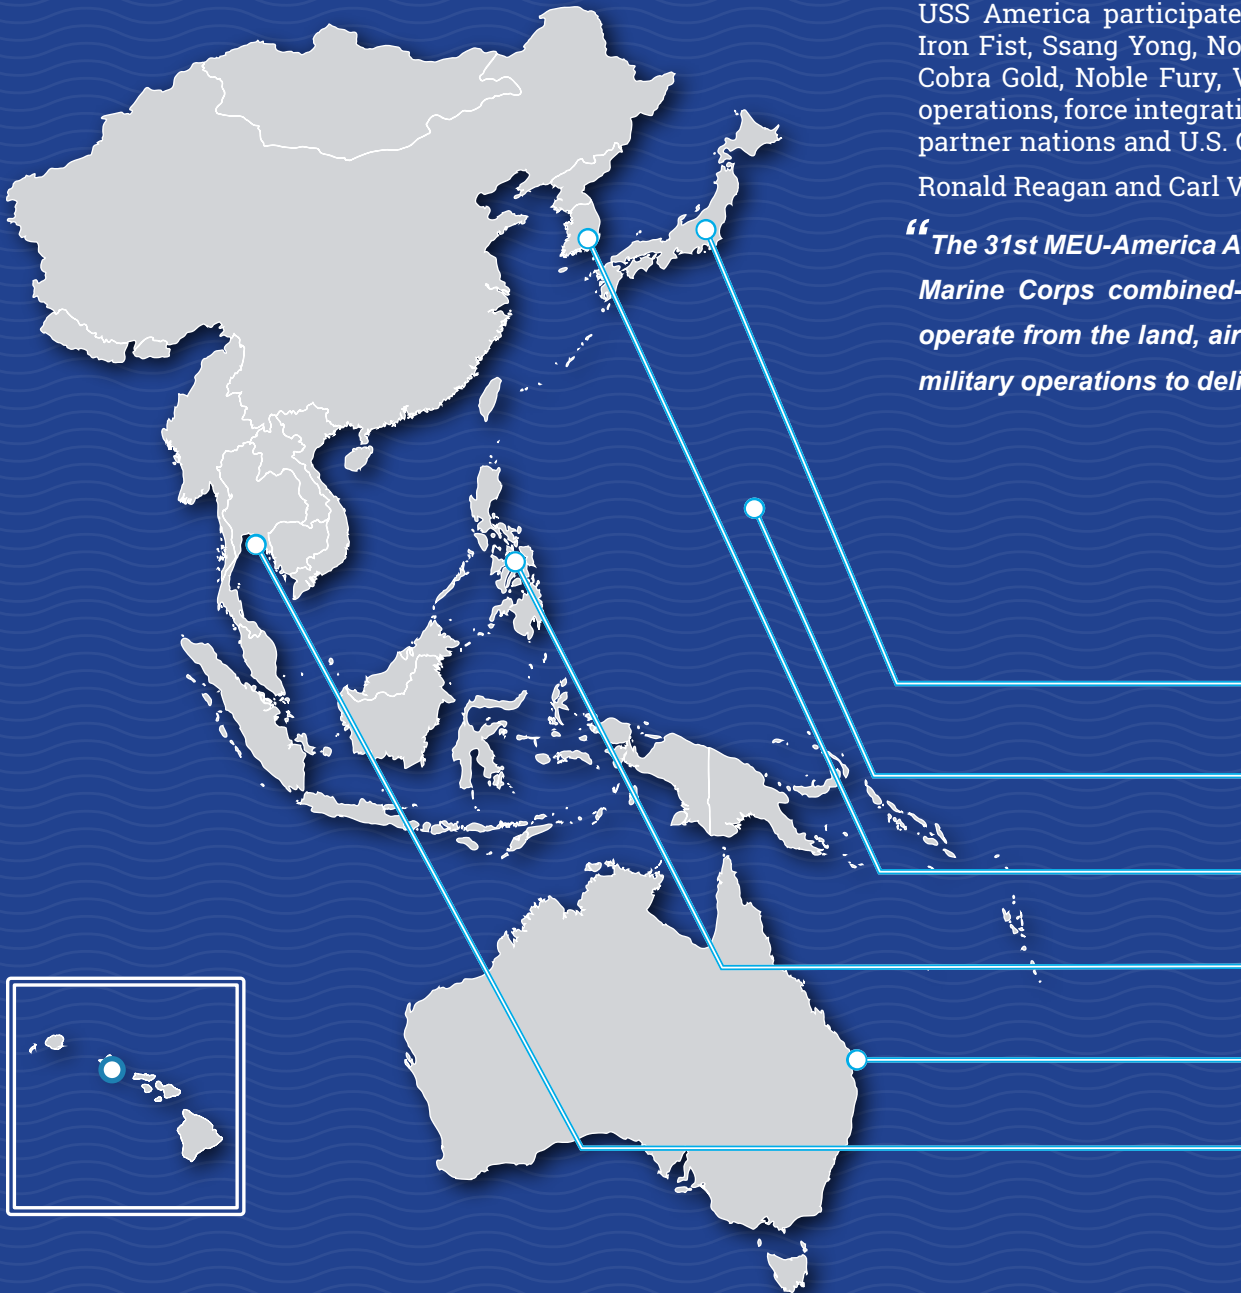 USS America participate
Iron Fist, Ssang Yong, No
Cobra Gold, Noble Fury, V
operations, force integrati
partner nations and U.S. C
Ronald Reagan and Carl V
“The 31st MEU-America A
Marine Corps combined-
operate from the land, air
military operations to deli